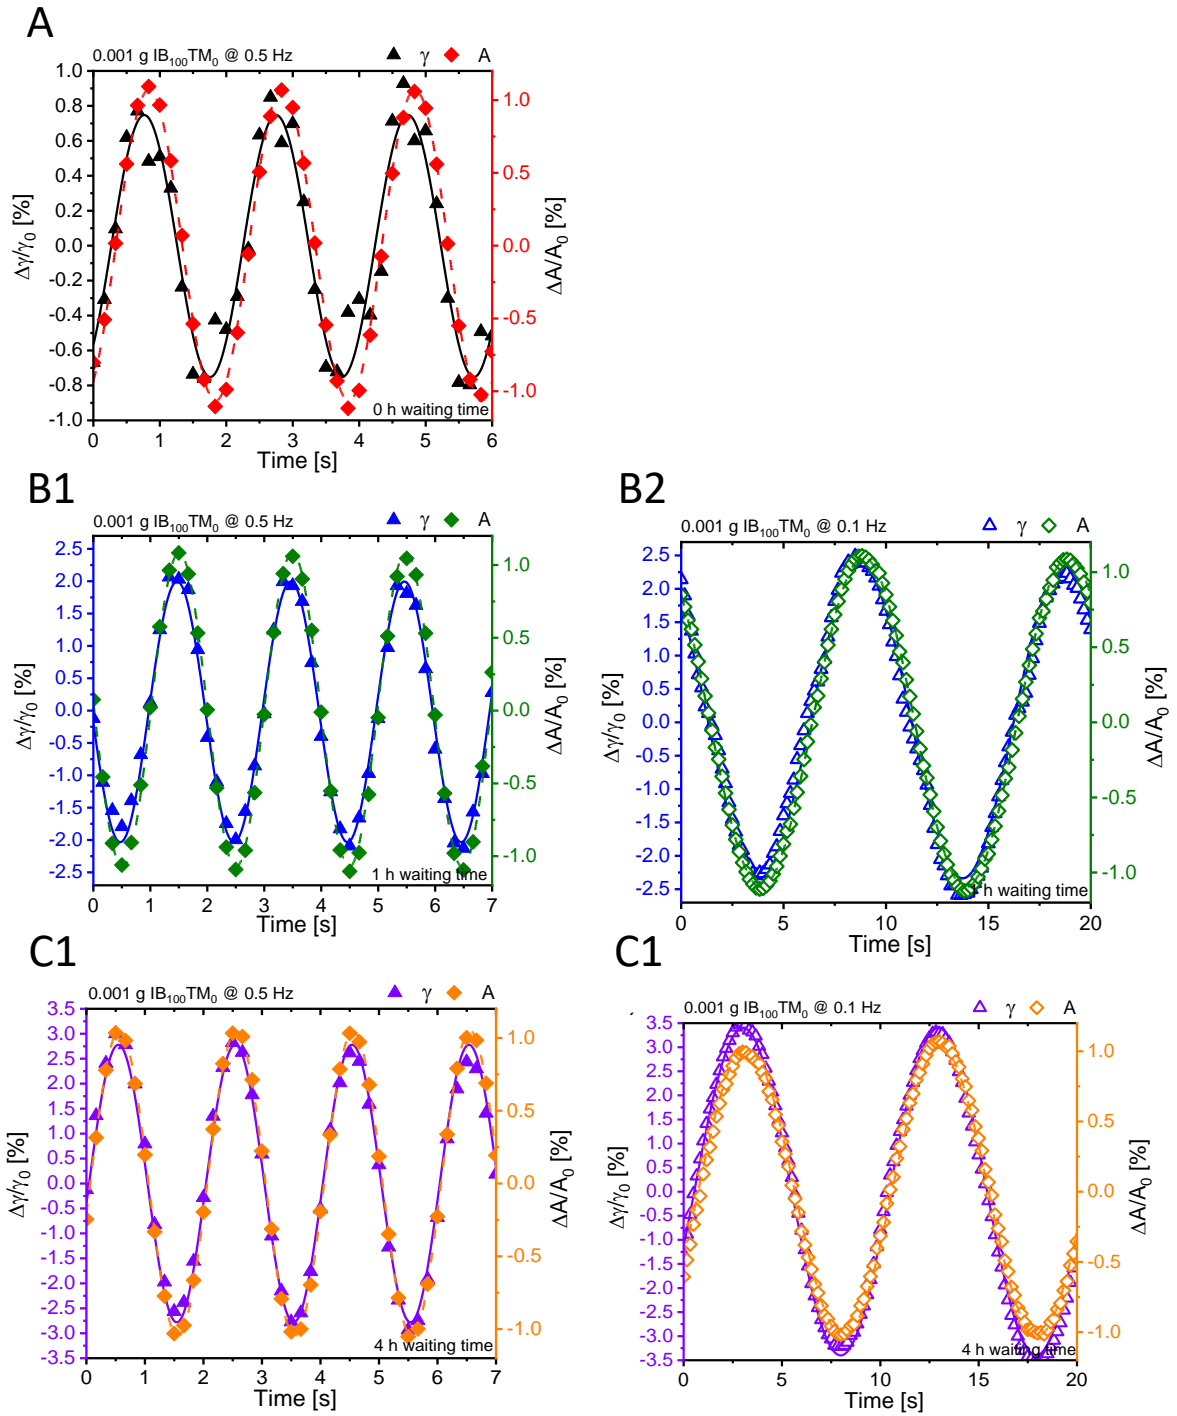 A
0.001 g IB₁₀₀TM₀ @ 0.5 Hz γ A
1.0
0.8
0.6
0.4
0.2
0.0
-0.2
-0.4
-0.6
-0.8
-1.0
Δγ/γ₀ [%]
1.0
0.5
0.0
-0.5
-1.0
ΔA/A₀ [%]
0 h waiting time
0 1 2 3 4 5 6
Time [s]
B1
0.001 g IB₁₀₀TM₀ @ 0.5 Hz γ A
2.5
2.0
1.5
1.0
0.5
0.0
-0.5
-1.0
-1.5
-2.0
-2.5
Δγ/γ₀ [%]
1.0
0.5
0.0
-0.5
-1.0
ΔA/A₀ [%]
1 h waiting time
0 1 2 3 4 5 6 7
Time [s]
B2
0.001 g IB₁₀₀TM₀ @ 0.1 Hz γ A
2.5
2.0
1.5
1.0
0.5
0.0
-0.5
-1.0
-1.5
-2.0
-2.5
Δγ/γ₀ [%]
1.0
0.5
0.0
-0.5
-1.0
ΔA/A₀ [%]
1 h waiting time
0 5 10 15 20
Time [s]
C1
0.001 g IB₁₀₀TM₀ @ 0.5 Hz γ A
3.5
3.0
2.5
2.0
1.5
1.0
0.5
0.0
-0.5
-1.0
-1.5
-2.0
-2.5
-3.0
-3.5
Δγ/γ₀ [%]
1.0
0.5
0.0
-0.5
-1.0
ΔA/A₀ [%]
4 h waiting time
0 1 2 3 4 5 6 7
Time [s]
C1
0.001 g IB₁₀₀TM₀ @ 0.1 Hz γ A
3.5
3.0
2.5
2.0
1.5
1.0
0.5
0.0
-0.5
-1.0
-1.5
-2.0
-2.5
-3.0
-3.5
Δγ/γ₀ [%]
1.0
0.5
0.0
-0.5
-1.0
ΔA/A₀ [%]
4 h waiting time
0 5 10 15 20
Time [s]